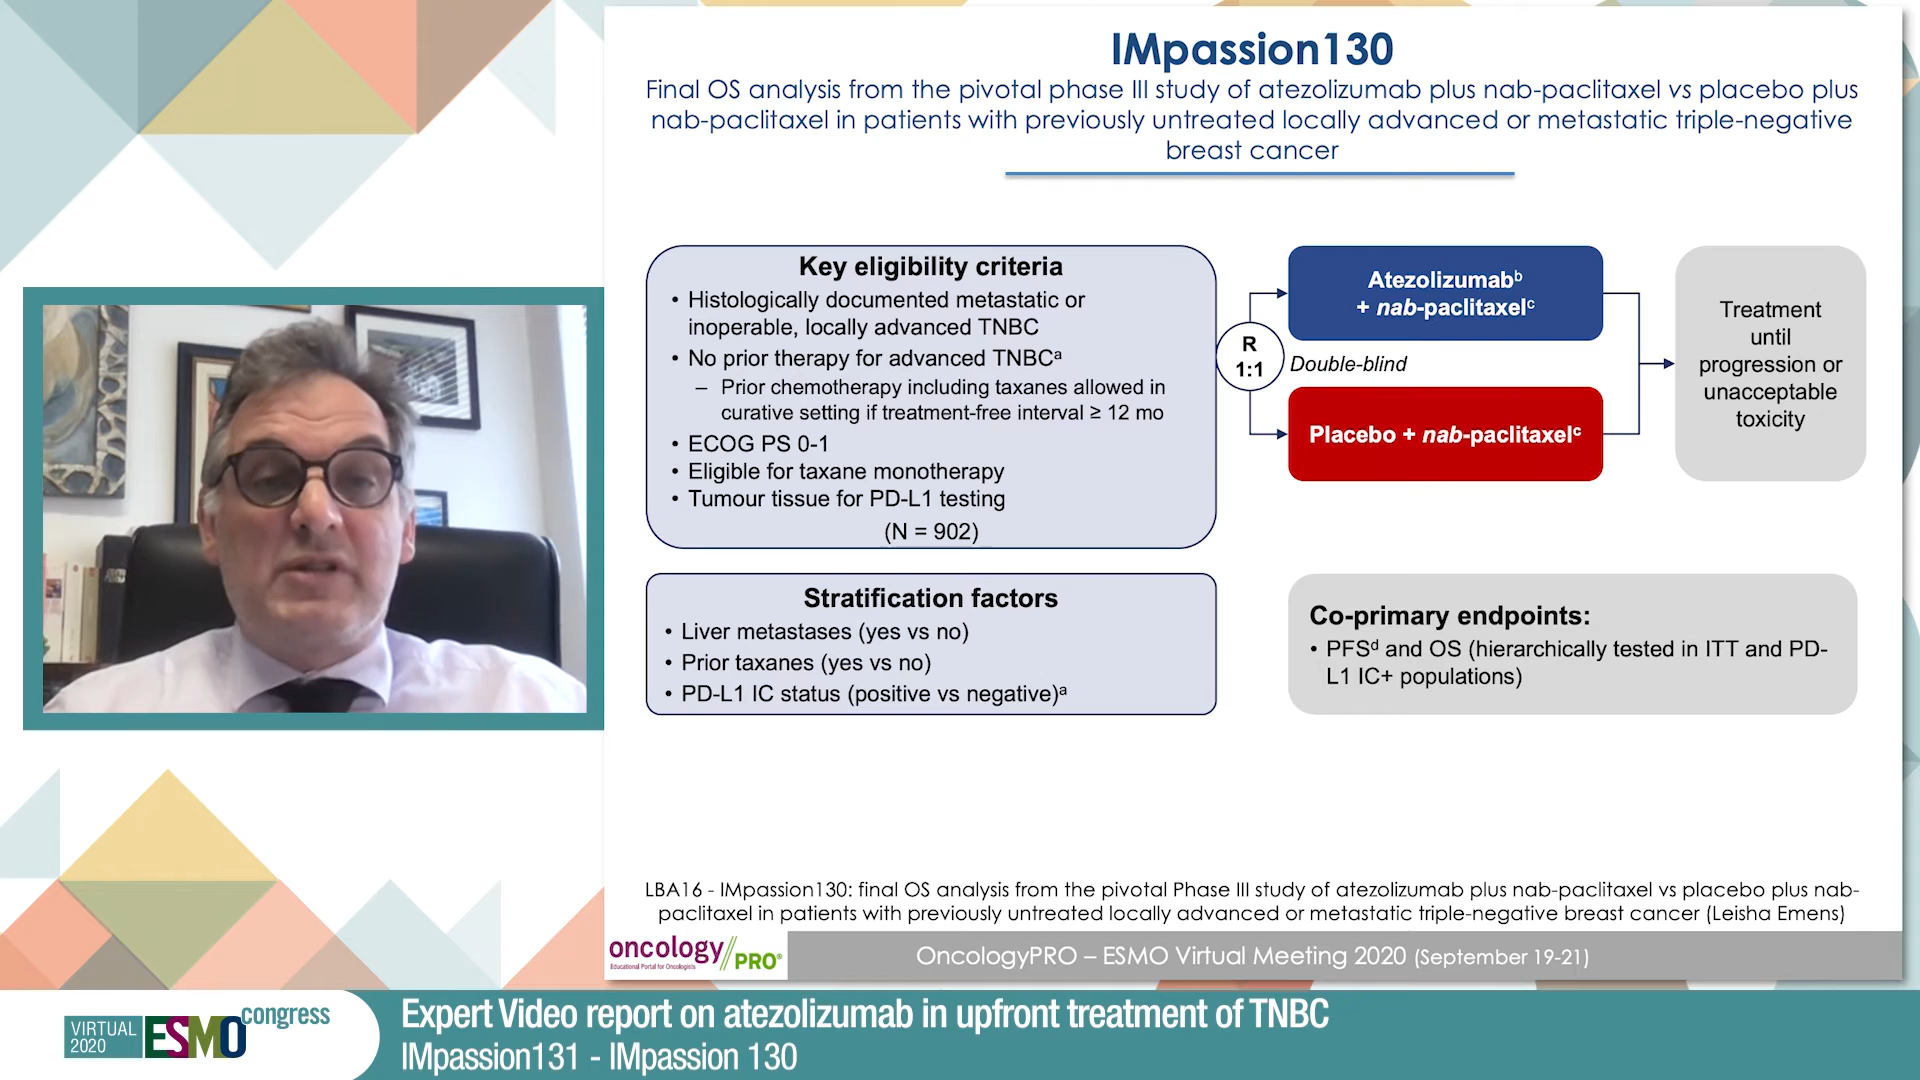 IMpassion130
Final OS analysis from the pivotal phase III study of atezolizumab plus nab-paclitaxel vs placebo plus
nab-paclitaxel in patients with previously untreated locally advanced or metastatic triple-negative
breast cancer
Key eligibility criteria
• Histologically documented metastatic or
inoperable, locally advanced TNBC
• No prior therapy for advanced TNBCᵃ
– Prior chemotherapy including taxanes allowed in
curative setting if treatment-free interval ≥ 12 mo
• ECOG PS 0-1
• Eligible for taxane monotherapy
• Tumour tissue for PD-L1 testing
(N = 902)
R
1:1
Atezolizumabᵇ
+ nab-paclitaxelᶜ
Double-blind
Placebo + nab-paclitaxelᶜ
Treatment
until
progression or
unacceptable
toxicity
Stratification factors
• Liver metastases (yes vs no)
• Prior taxanes (yes vs no)
• PD-L1 IC status (positive vs negative)ᵃ
Co-primary endpoints:
• PFSᵈ and OS (hierarchically tested in ITT and PD-
L1 IC+ populations)
LBA16 - IMpassion130: final OS analysis from the pivotal Phase III study of atezolizumab plus nab-paclitaxel vs placebo plus nab-
paclitaxel in patients with previously untreated locally advanced or metastatic triple-negative breast cancer (Leisha Emens)
oncology//PRO®
Educational Portal for Oncologists
OncologyPRO – ESMO Virtual Meeting 2020 (September 19-21)
VIRTUAL
2020
ESMO congress
Expert Video report on atezolizumab in upfront treatment of TNBC
IMpassion131 - IMpassion 130